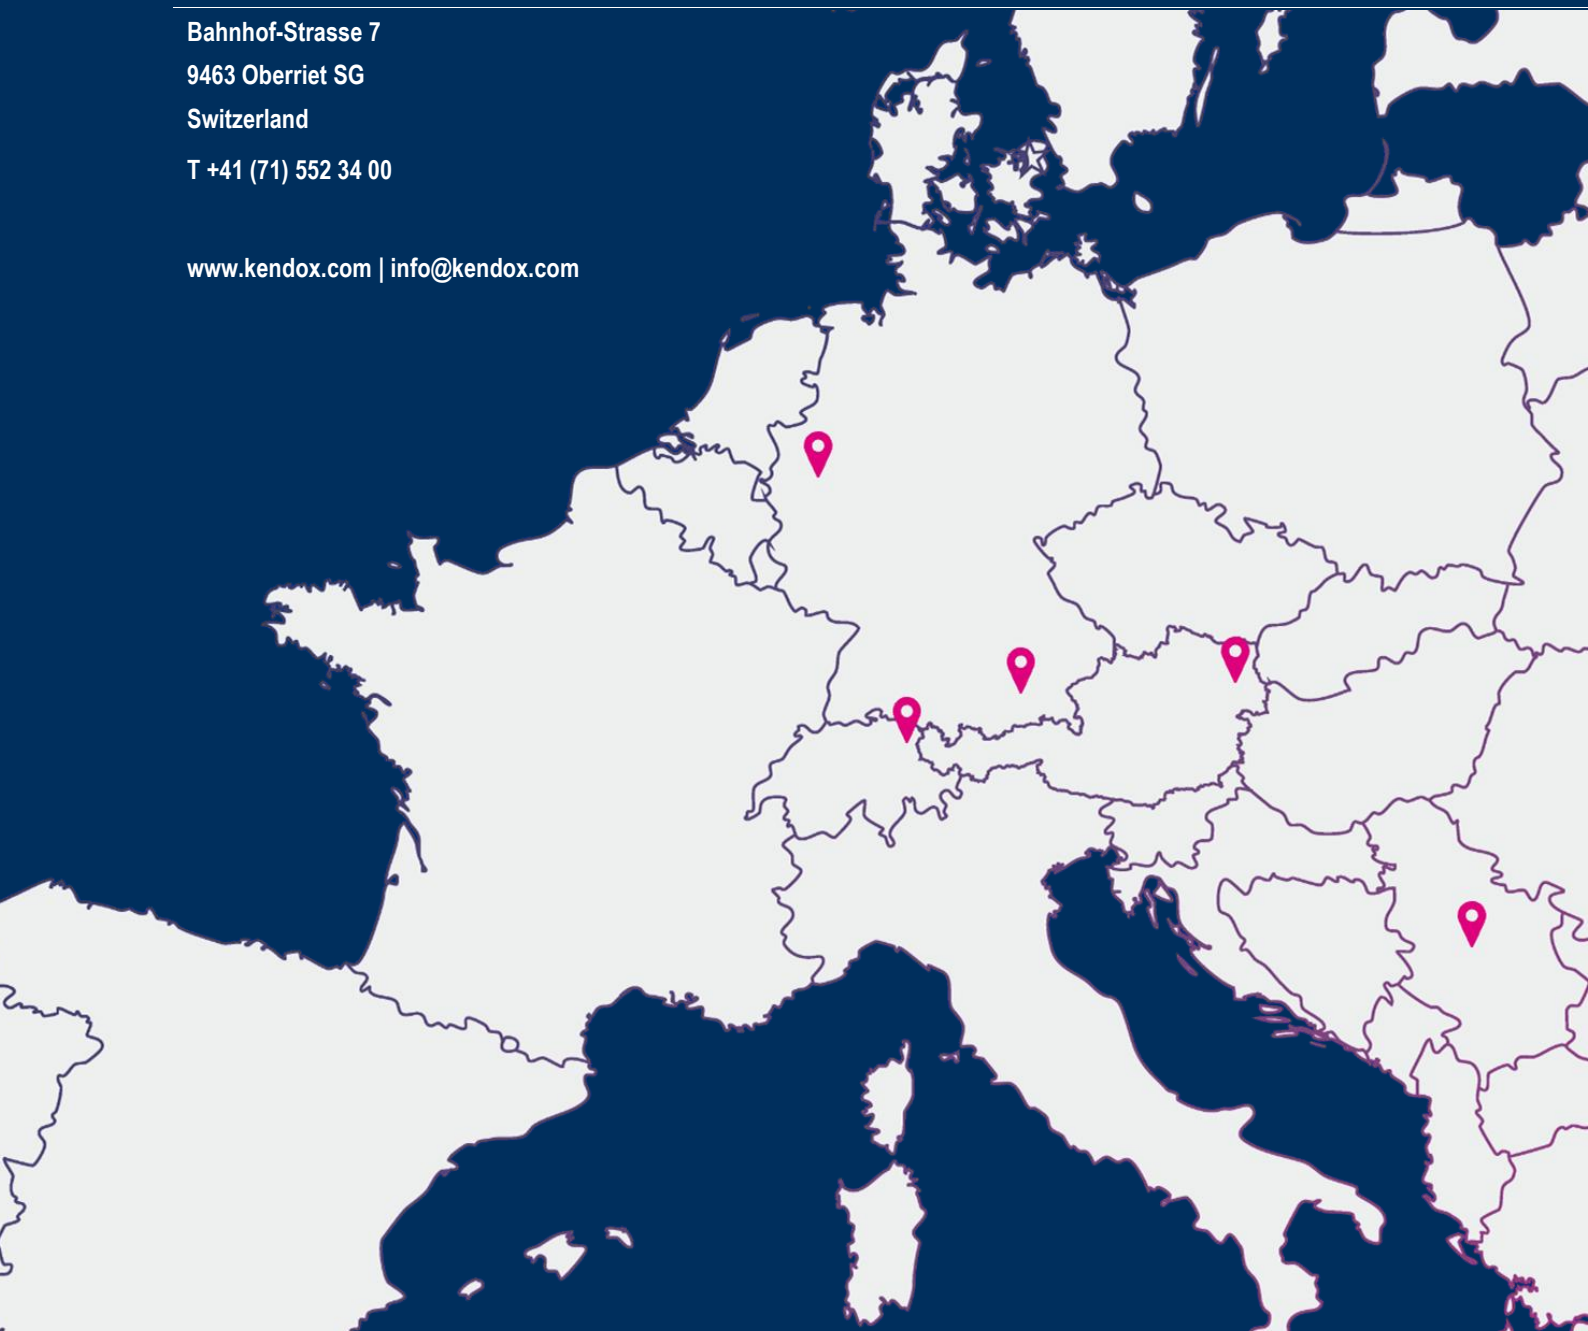 Bahnhof-Strasse 7
9463 Oberriet SG
Switzerland
T +41 (71) 552 34 00
www.kendox.com | info@kendox.com